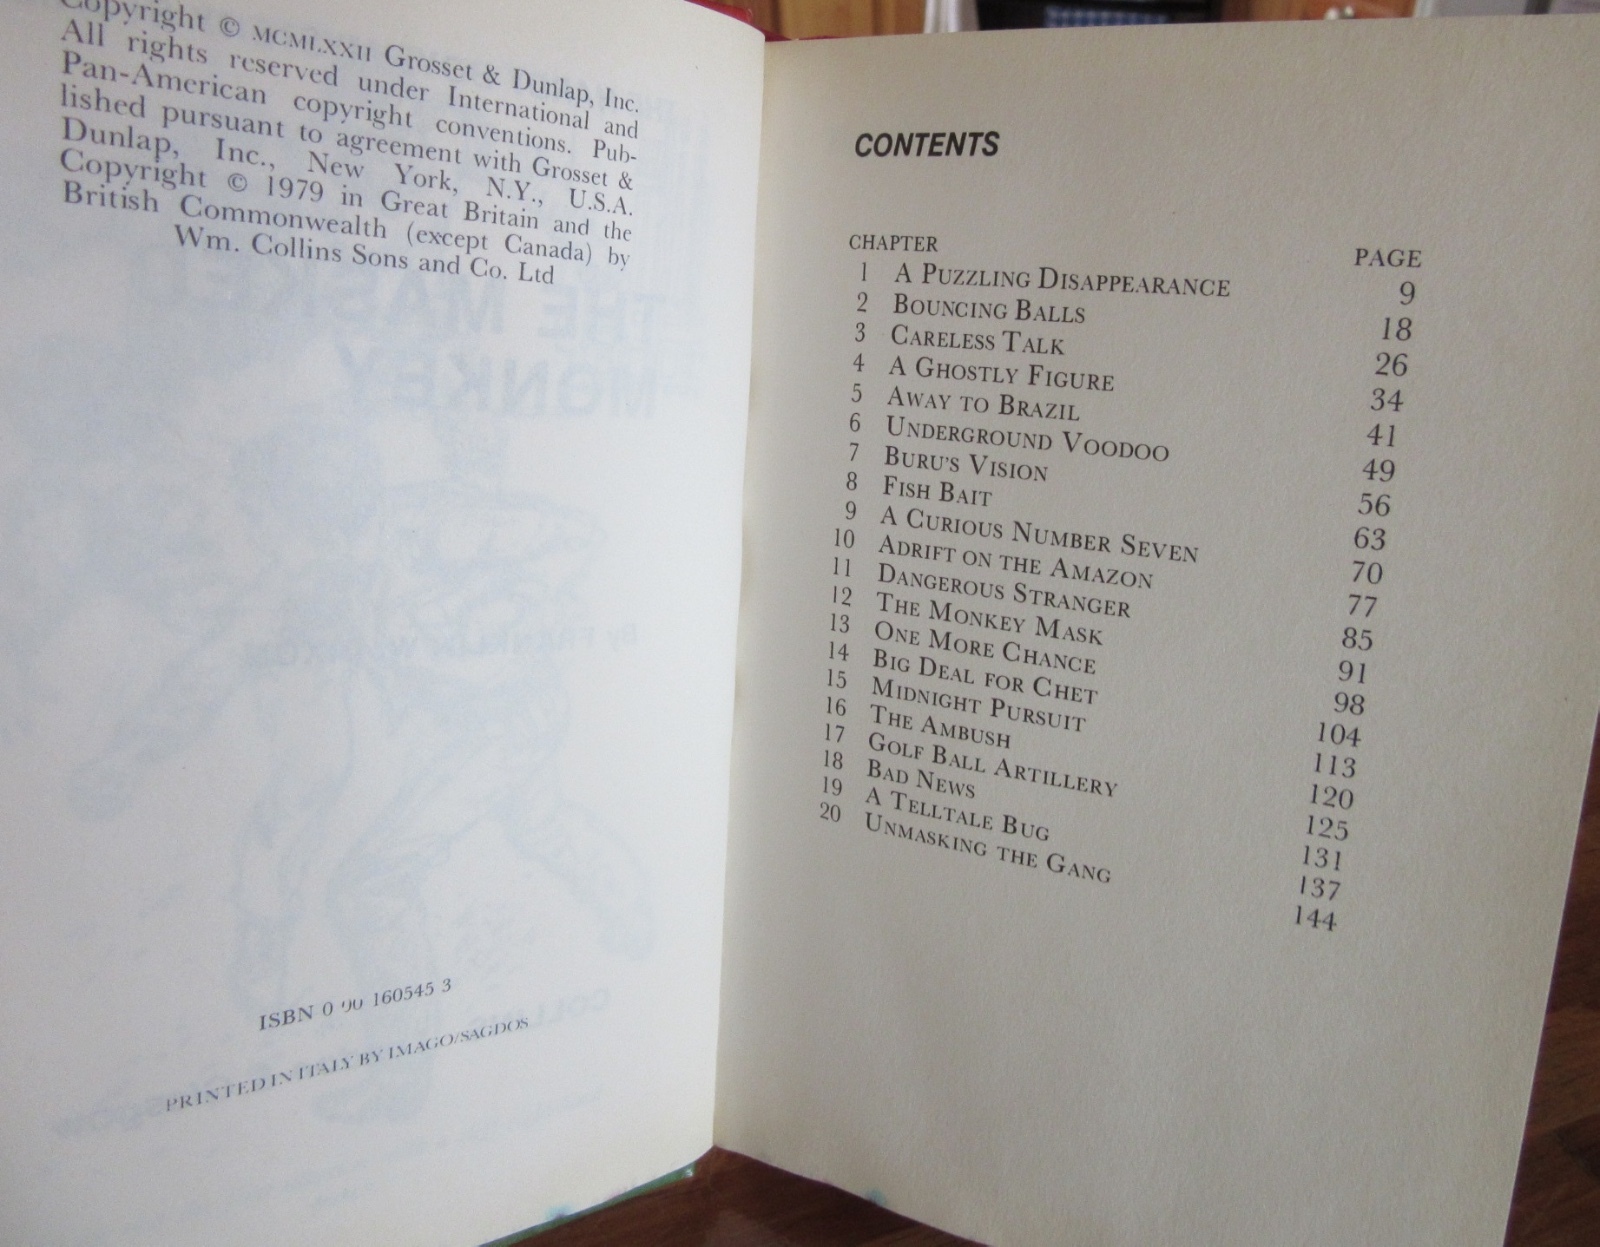 Copyright © MCMLXXII Grosset & Dunlap, Inc.
All rights reserved under International and
Pan-American copyright conventions. Pub-
lished pursuant to agreement with Grosset &
Dunlap, Inc., New York, N.Y., U.S.A.
Copyright © 1979 in Great Britain and the
British Commonwealth (except Canada) by
Wm. Collins Sons and Co. Ltd
THE MASKED
MONKEY
By FRANKLIN W. DIXON
COLLINS
ISBN 0 00 160545 3
PRINTED IN ITALY BY IMAGO/SAGDOS
CONTENTS
CHAPTER PAGE
1 A PUZZLING DISAPPEARANCE 9
2 BOUNCING BALLS 18
3 CARELESS TALK 26
4 A GHOSTLY FIGURE 34
5 AWAY TO BRAZIL 41
6 UNDERGROUND VOODOO 49
7 BURU'S VISION 56
8 FISH BAIT 63
9 A CURIOUS NUMBER SEVEN 70
10 ADRIFT ON THE AMAZON 77
11 DANGEROUS STRANGER 85
12 THE MONKEY MASK 91
13 ONE MORE CHANCE 98
14 BIG DEAL FOR CHET 104
15 MIDNIGHT PURSUIT 113
16 THE AMBUSH 120
17 GOLF BALL ARTILLERY 125
18 BAD NEWS 131
19 A TELLTALE BUG 137
20 UNMASKING THE GANG 144